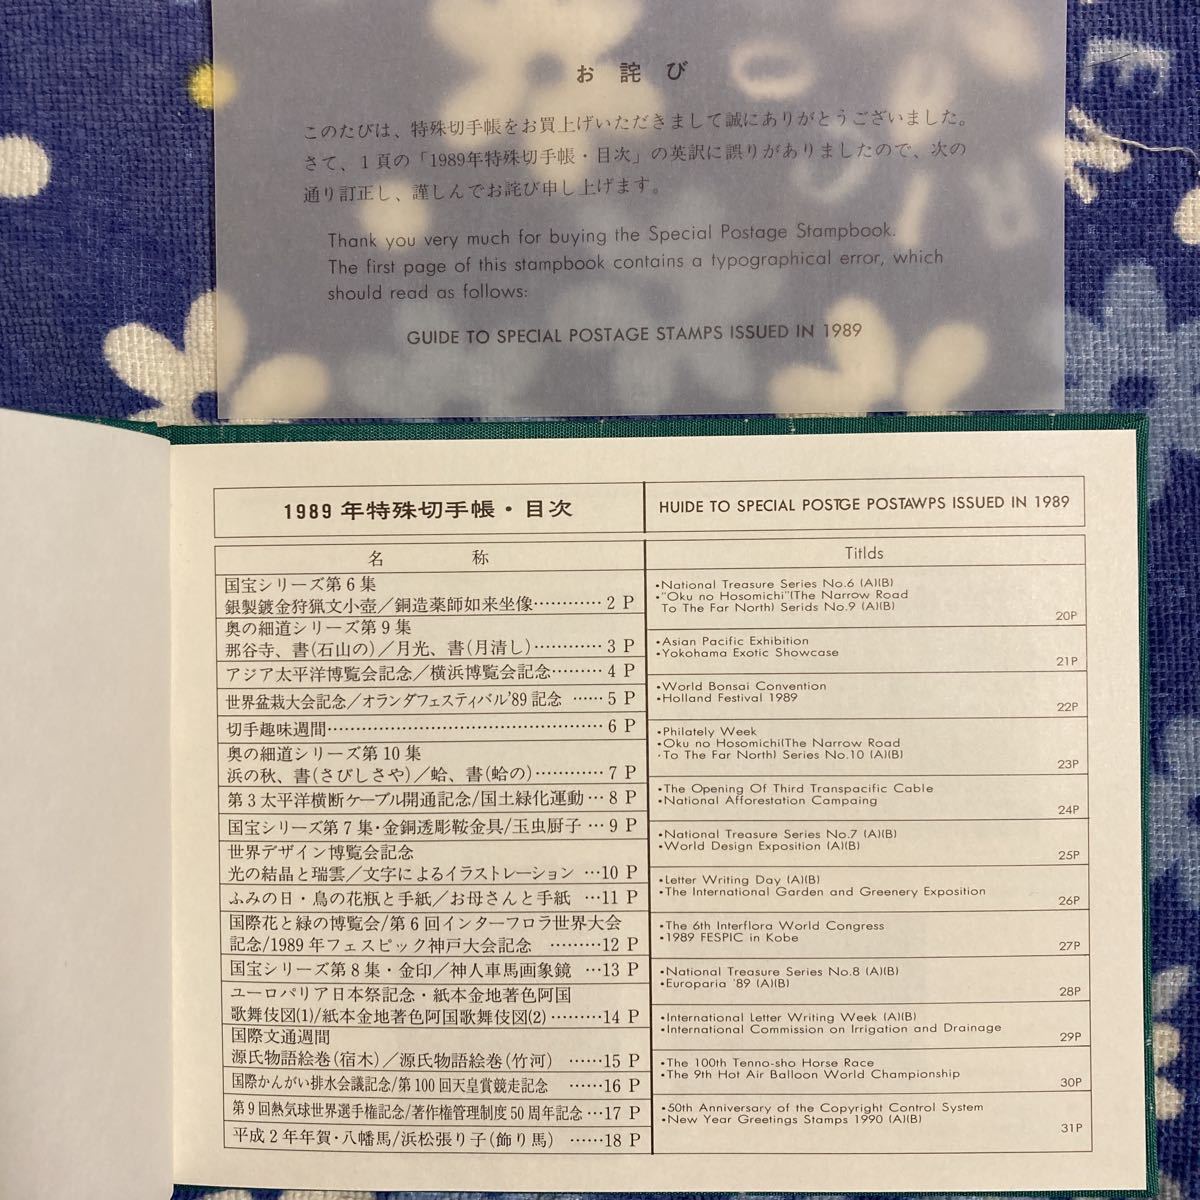 お詫び
このたびは、特殊切手帳をお買上げいただきまして誠にありがとうございました。
さて、1頁の「1989年特殊切手帳・目次」の英訳に誤りがありましたので、次の
通り訂正し、謹しんでお詫び申し上げます。
Thank you very much for buying the Special Postage Stampbook.
The first page of this stampbook contains a typographical error, which
should read as follows:
GUIDE TO SPECIAL POSTAGE STAMPS ISSUED IN 1989
1989年特殊切手帳・目次
名称
国宝シリーズ第6集
銀製鍍金狩猟文小壺／銅造薬師如来坐像…………2 P
奥の細道シリーズ第9集
那谷寺、書(石山の)／月光、書(月清し)…………3 P
アジア太平洋博覧会記念／横浜博覧会記念………4 P
世界盆栽大会記念／オランダフェスティバル'89記念 ……5 P
切手趣味週間……………………………………6 P
奥の細道シリーズ第10集
浜の秋、書(さびしさや)／蛤、書(蛤の)…………7 P
第3太平洋横断ケーブル開通記念/国土緑化運動…8 P
国宝シリーズ第7集・金銅透彫鞍金具/玉虫厨子…9 P
世界デザイン博覧会記念
光の結晶と瑞雲／文字によるイラストレーション …10 P
ふみの日・鳥の花瓶と手紙／お母さんと手紙 …11 P
国際花と緑の博覧会/第6回インターフロラ世界大会
記念/1989年フェスピック神戸大会記念 ………12 P
国宝シリーズ第8集・金印／神人車馬画象鏡 …13 P
ユーロパリア日本祭記念・紙本金地著色阿国
歌舞伎図(1)/紙本金地著色阿国歌舞伎図(2)………14 P
国際文通週間
源氏物語絵巻(宿木)／源氏物語絵巻(竹河) ……15 P
国際かんがい排水会議記念/第100回天皇賞競走記念 ……16 P
第9回熱気球世界選手権記念/著作権管理制度50周年記念…17 P
平成2年年賀・八幡馬/浜松張り子(飾り馬) ……18 P
HUIDE TO SPECIAL POSTGE POSTAWPS ISSUED IN 1989
Titlds
•National Treasure Series No.6 (A)(B)
•"Oku no Hosomichi"(The Narrow Road
To The Far North) Serids No.9 (A)(B)
20P
•Asian Pacific Exhibition
•Yokohama Exotic Showcase
21P
•World Bonsai Convention
•Holland Festival 1989
22P
•Philately Week
•Oku no Hosomichi(The Narrow Road
·To The Far North) Series No.10 (A)(B)
23P
•The Opening Of Third Transpacific Cable
•National Afforestation Campaing
24P
•National Treasure Series No.7 (A)(B)
•World Design Exposition (A)(B)
25P
•Letter Writing Day (A)(B)
•The International Garden and Greenery Exposition
26P
•The 6th Interflora World Congress
•1989 FESPIC in Kobe
27P
•National Treasure Series No.8 (A)(B)
•Europaria '89 (A)(B)
28P
•International Letter Writing Week (A)(B)
•International Commission on Irrigation and Drainage
29P
•The 100th Tenno-sho Horse Race
•The 9th Hot Air Balloon World Championship
30P
•50th Anniversary of the Copyright Control System
•New Year Greetings Stamps 1990 (A)(B)
31P